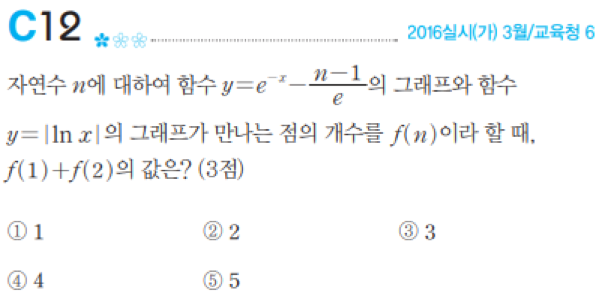 C12 2016실시(가) 3월/교육청 6
자연수 n에 대하여 함수 y=e^{-x}-\frac{n-1}{e}의 그래프와 함수
y=|ln x|의 그래프가 만나는 점의 개수를 f(n)이라 할 때,
f(1)+f(2)의 값은? (3점)
① 1 ② 2 ③ 3
④ 4 ⑤ 5